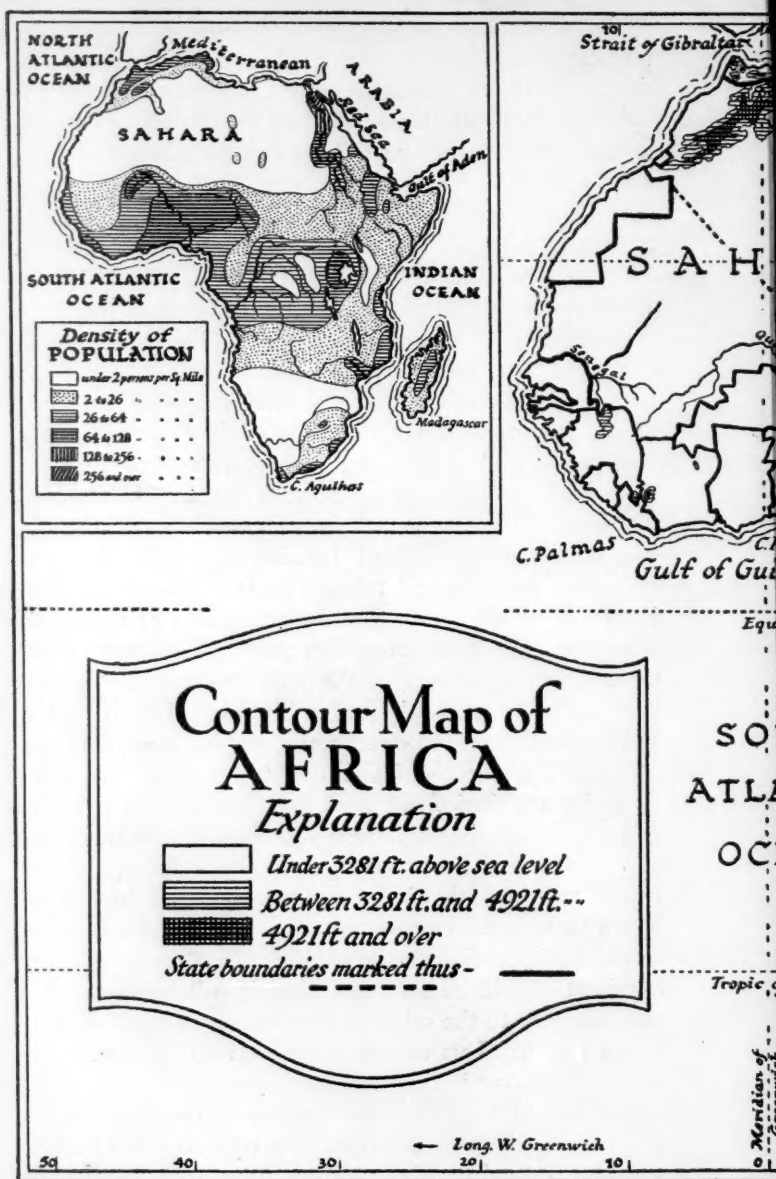 NORTH
ATLANTIC
OCEAN
Mediterranean
ARABIA
Red Sea
Gulf of Aden
SAHARA
SOUTH ATLANTIC
OCEAN
INDIAN
OCEAN
Density of
POPULATION
under 2 persons per Sq. Mile
2 to 26 " " " "
26 to 64 - - - -
64 to 128 - - - -
128 to 256 - - - -
256 and over - - -
Madagascar
C. Agulhas
10
Strait of Gibraltar
SAH
Senegal
C. Palmas
Gulf of Gui
Equ
Contour Map of
AFRICA
Explanation
Under 3281 ft. above sea level
Between 3281 ft. and 4921 ft. --
4921 ft and over
State boundaries marked thus -
SO
ATLA
OC
Tropic
← Long. W. Greenwich
Meridian of
50 40 30 20 10 0 10